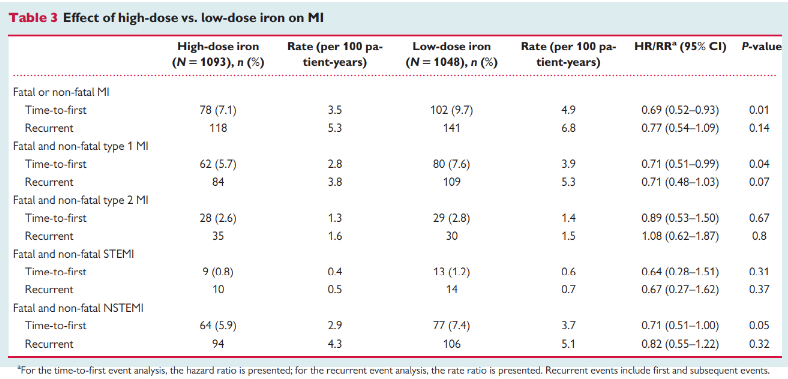 Table 3 Effect of high-dose vs. low-dose iron on MI
High-dose iron Rate (per 100 pa- Low-dose iron Rate (per 100 pa- HR/RRᵃ (95% CI) P-value
(N = 1093), n (%) tient-years) (N = 1048), n (%) tient-years)
Fatal or non-fatal MI
Time-to-first 78 (7.1) 3.5 102 (9.7) 4.9 0.69 (0.52–0.93) 0.01
Recurrent 118 5.3 141 6.8 0.77 (0.54–1.09) 0.14
Fatal and non-fatal type 1 MI
Time-to-first 62 (5.7) 2.8 80 (7.6) 3.9 0.71 (0.51–0.99) 0.04
Recurrent 84 3.8 109 5.3 0.71 (0.48–1.03) 0.07
Fatal and non-fatal type 2 MI
Time-to-first 28 (2.6) 1.3 29 (2.8) 1.4 0.89 (0.53–1.50) 0.67
Recurrent 35 1.6 30 1.5 1.08 (0.62–1.87) 0.8
Fatal and non-fatal STEMI
Time-to-first 9 (0.8) 0.4 13 (1.2) 0.6 0.64 (0.28–1.51) 0.31
Recurrent 10 0.5 14 0.7 0.67 (0.27–1.62) 0.37
Fatal and non-fatal NSTEMI
Time-to-first 64 (5.9) 2.9 77 (7.4) 3.7 0.71 (0.51–1.00) 0.05
Recurrent 94 4.3 106 5.1 0.82 (0.55–1.22) 0.32
ᵃFor the time-to-first event analysis, the hazard ratio is presented; for the recurrent event analysis, the rate ratio is presented. Recurrent events include first and subsequent events.